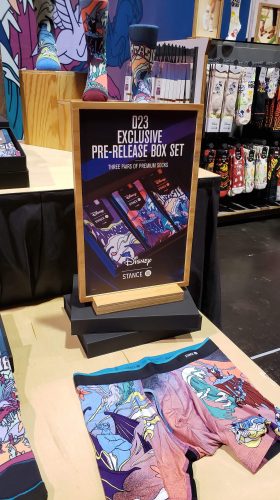 D23
EXCLUSIVE
PRE-RELEASE BOX SET
THREE PAIRS OF PREMIUM SOCKS
Disney
STANCE